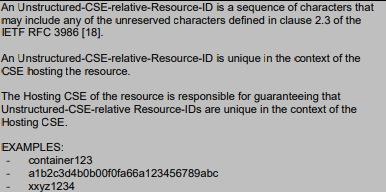 An Unstructured-CSE-relative-Resource-ID is a sequence of characters that
may include any of the unreserved characters defined in clause 2.3 of the
IETF RFC 3986 [18].
An Unstructured-CSE-relative-Resource-ID is unique in the context of the
CSE hosting the resource.
The Hosting CSE of the resource is responsible for guaranteeing that
Unstructured-CSE-relative Resource-IDs are unique in the context of the
Hosting CSE.
EXAMPLES:
- container123
- a1b2c3d4b0b00f0fa66a123456789abc
- xxyz1234